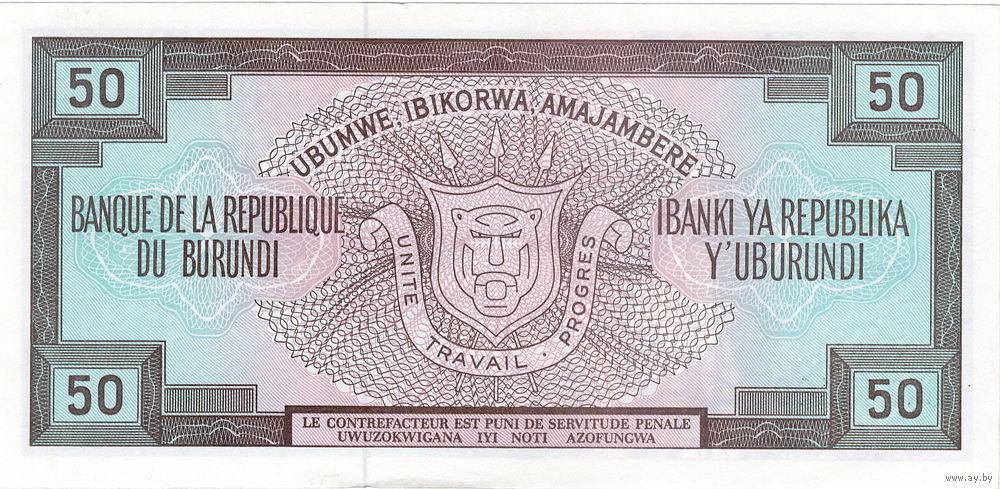 50
50
UBUMWE, IBIKORWA, AMAJAMBERE
BANQUE DE LA REPUBLIQUE
DU BURUNDI
IBANKI YA REPUBLIKA
Y'UBURUNDI
UNITE TRAVAIL · PROGRES
50
50
LE CONTREFACTEUR EST PUNI DE SERVITUDE PENALE
UWUZOKWIGANA IYI NOTI AZOFUNGWA
www.ay.by